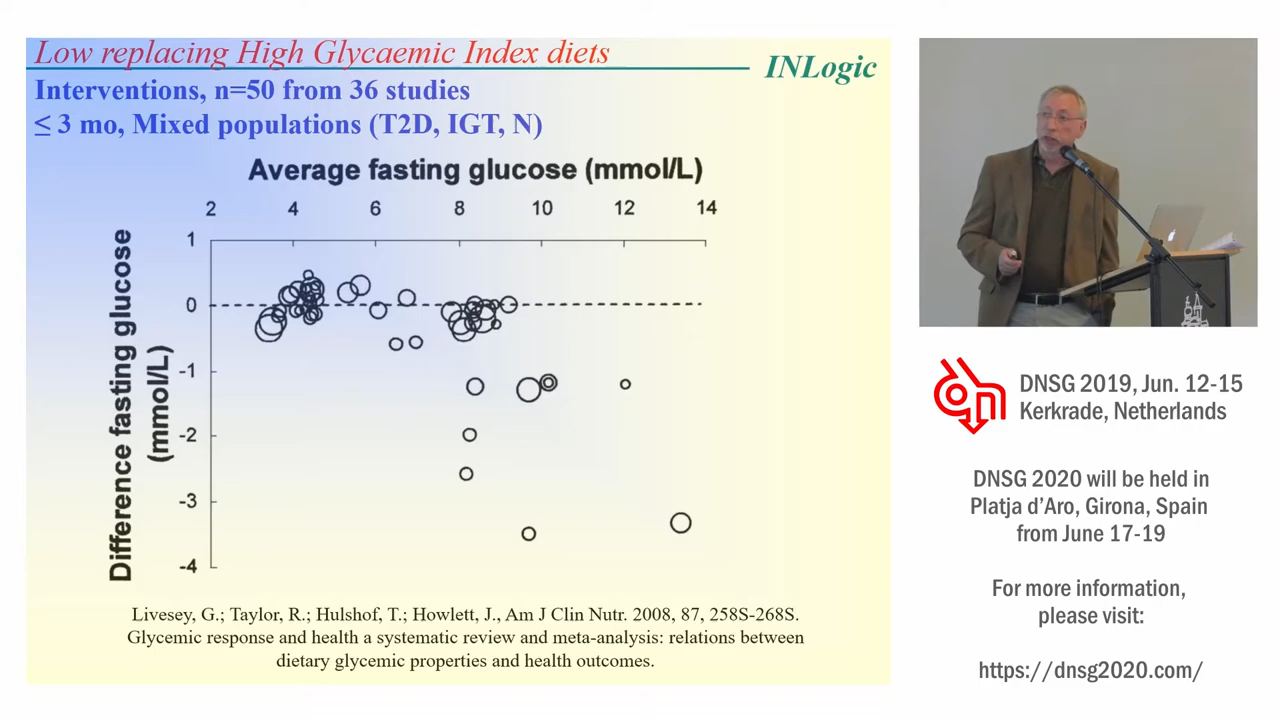 Low replacing High Glycaemic Index diets
INLogic
Interventions, n=50 from 36 studies
≤ 3 mo, Mixed populations (T2D, IGT, N)
Average fasting glucose (mmol/L)
2 4 6 8 10 12 14
Difference fasting glucose
(mmol/L)
1
0
-1
-2
-3
-4
Livesey, G.; Taylor, R.; Hulshof, T.; Howlett, J., Am J Clin Nutr. 2008, 87, 258S-268S.
Glycemic response and health a systematic review and meta-analysis: relations between
dietary glycemic properties and health outcomes.
DNSG 2019, Jun. 12-15
Kerkrade, Netherlands
DNSG 2020 will be held in
Platja d’Aro, Girona, Spain
from June 17-19
For more information,
please visit:
https://dnsg2020.com/